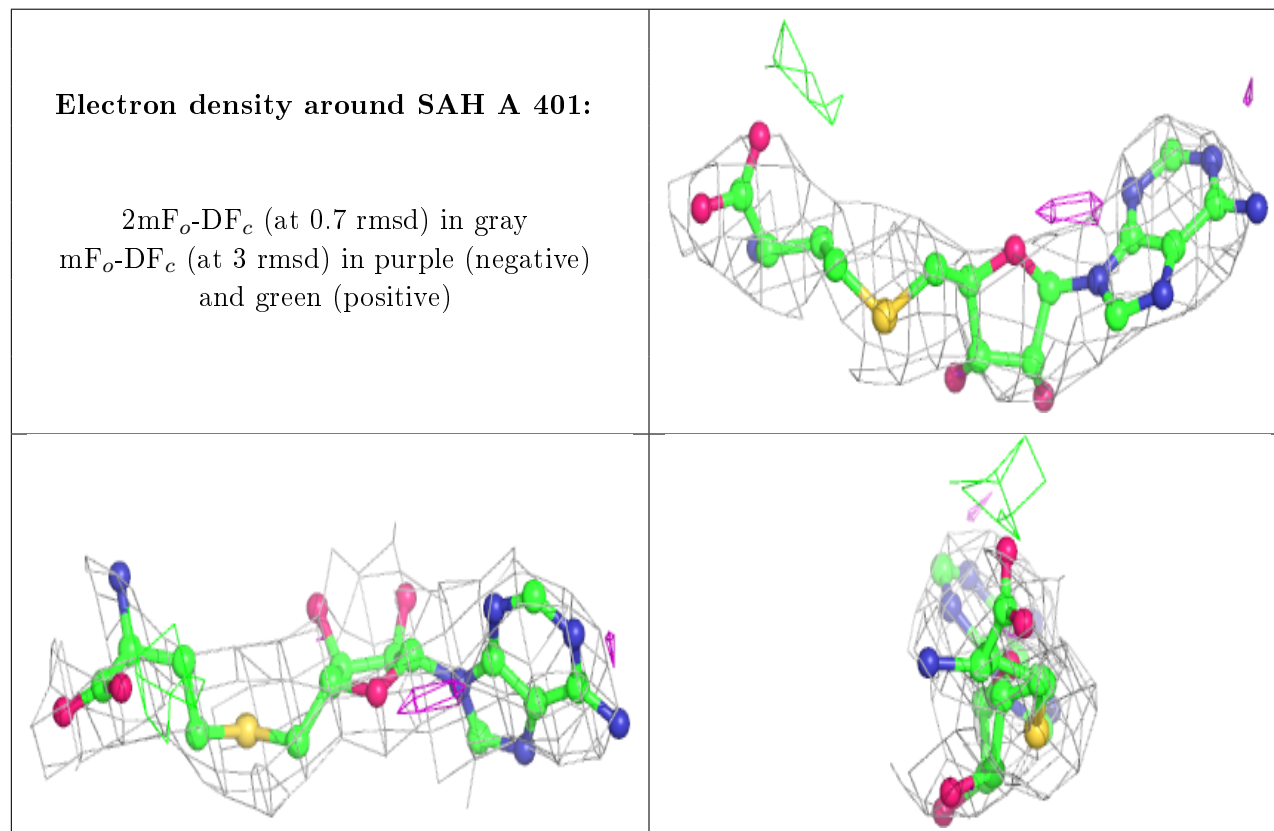 Electron density around SAH A 401:
2mFₒ-DF𝒸 (at 0.7 rmsd) in gray
mFₒ-DF𝒸 (at 3 rmsd) in purple (negative)
and green (positive)